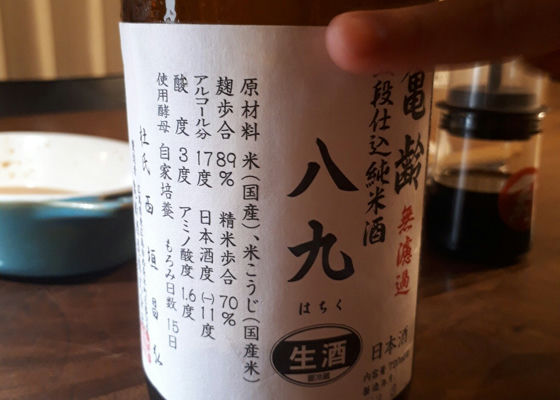 亀齢
無濾過
段仕込純米酒
八九
はちく
生酒
日本酒
内容量 720ml
原材料 米(国産)、米こうじ(国産米)
麹歩合 89% 精米歩合 70%
アルコール分 17度 日本酒度 (-)11度
酸度 3度 アミノ酸度 1.6度
使用酵母 自家培養 もろみ日数 15日
杜氏 西垣昌弘